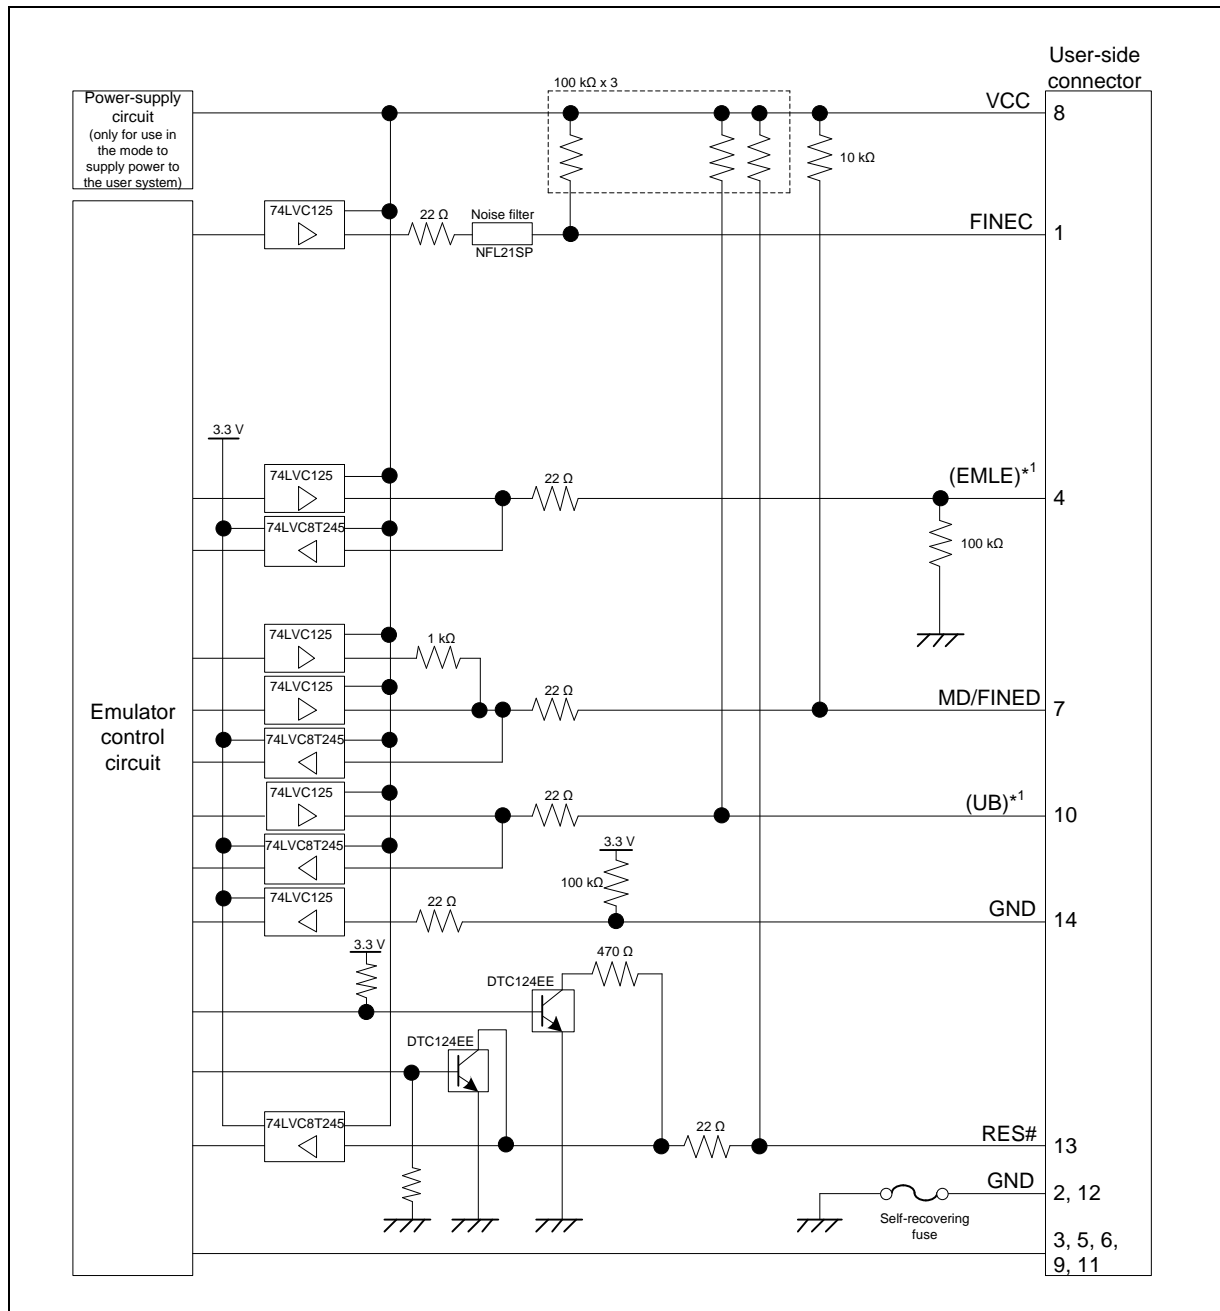 User-side
connector
100 kΩ x 3
Power-supply
circuit
(only for use in
the mode to
supply power to
the user system)
VCC
8
10 kΩ
74LVC125
22 Ω
Noise filter
NFL21SP
FINEC
1
3.3 V
74LVC125
22 Ω
(EMLE)*1
4
74LVC8T245
100 kΩ
74LVC125
1 kΩ
74LVC125
22 Ω
MD/FINED
7
Emulator
control
circuit
74LVC8T245
74LVC125
22 Ω
(UB)*1
10
74LVC8T245
3.3 V
100 kΩ
74LVC125
22 Ω
GND
14
3.3 V
470 Ω
DTC124EE
DTC124EE
74LVC8T245
22 Ω
RES#
13
GND
2, 12
Self-recovering
fuse
3, 5, 6,
9, 11